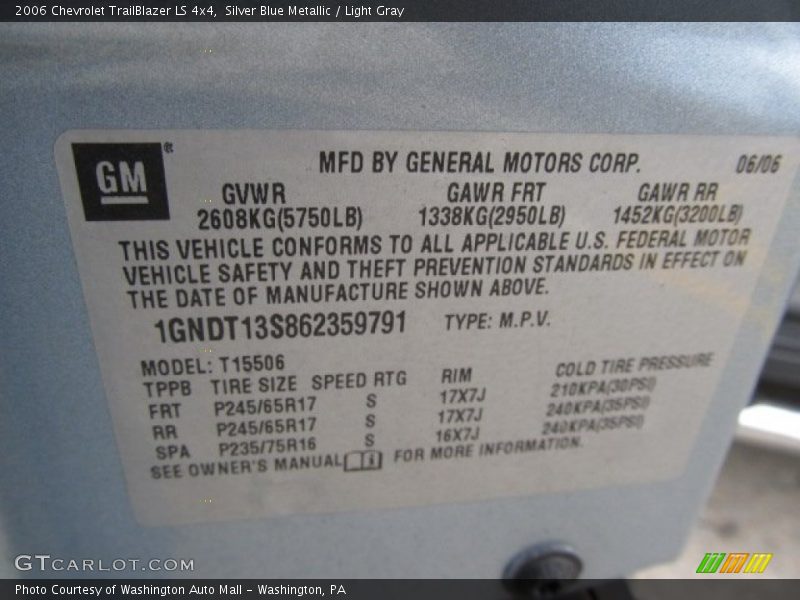 2006 Chevrolet TrailBlazer LS 4x4, Silver Blue Metallic / Light Gray
GM®
MFD BY GENERAL MOTORS CORP. 06/06
GVWR GAWR FRT GAWR RR
2608KG(5750LB) 1338KG(2950LB) 1452KG(3200LB)
THIS VEHICLE CONFORMS TO ALL APPLICABLE U.S. FEDERAL MOTOR
VEHICLE SAFETY AND THEFT PREVENTION STANDARDS IN EFFECT ON
THE DATE OF MANUFACTURE SHOWN ABOVE.
1GNDT13S862359791 TYPE: M.P.V.
MODEL: T15506
TPPB TIRE SIZE SPEED RTG RIM COLD TIRE PRESSURE
FRT P245/65R17 S 17X7J 210KPA(30PSI)
RR P245/65R17 S 17X7J 240KPA(35PSI)
SPA P235/75R16 S 16X7J 240KPA(35PSI)
SEE OWNER'S MANUAL FOR MORE INFORMATION.
GTCARLOT.COM
Photo Courtesy of Washington Auto Mall - Washington, PA